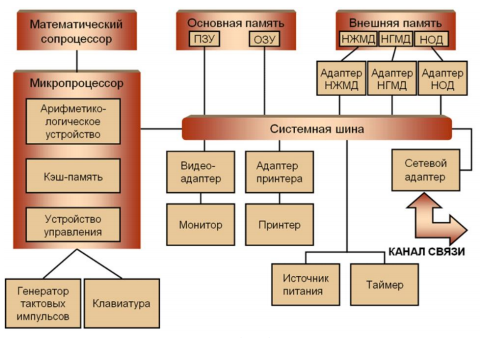 Математический
сопроцессор
Основная память
ПЗУ
ОЗУ
Внешняя память
НЖМД
НГМД
НОД
Микропроцессор
Адаптер
НЖМД
Адаптер
НГМД
Адаптер
НОД
Арифметико-
логическое
устройство
Системная шина
Кэш-память
Видео-
адаптер
Адаптер
принтера
Сетевой
адаптер
Устройство
управления
Монитор
Принтер
КАНАЛ СВЯЗИ
Генератор
тактовых
импульсов
Клавиатура
Источник
питания
Таймер